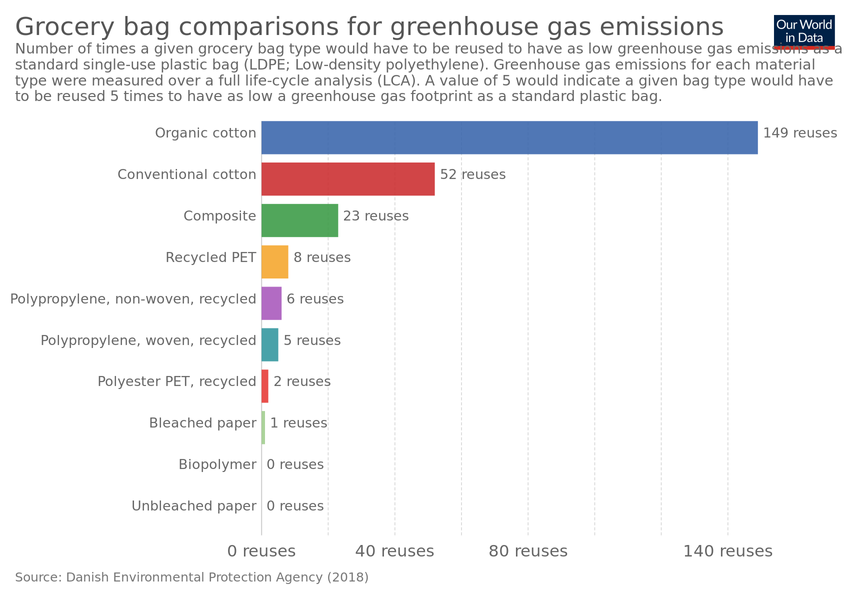 Grocery bag comparisons for greenhouse gas emissions
Our World
in Data
Number of times a given grocery bag type would have to be reused to have as low greenhouse gas emissions as a
standard single-use plastic bag (LDPE; Low-density polyethylene). Greenhouse gas emissions for each material
type were measured over a full life-cycle analysis (LCA). A value of 5 would indicate a given bag type would have
to be reused 5 times to have as low a greenhouse gas footprint as a standard plastic bag.
Organic cotton 149 reuses
Conventional cotton 52 reuses
Composite 23 reuses
Recycled PET 8 reuses
Polypropylene, non-woven, recycled 6 reuses
Polypropylene, woven, recycled 5 reuses
Polyester PET, recycled 2 reuses
Bleached paper 1 reuses
Biopolymer 0 reuses
Unbleached paper 0 reuses
0 reuses 40 reuses 80 reuses 140 reuses
Source: Danish Environmental Protection Agency (2018)